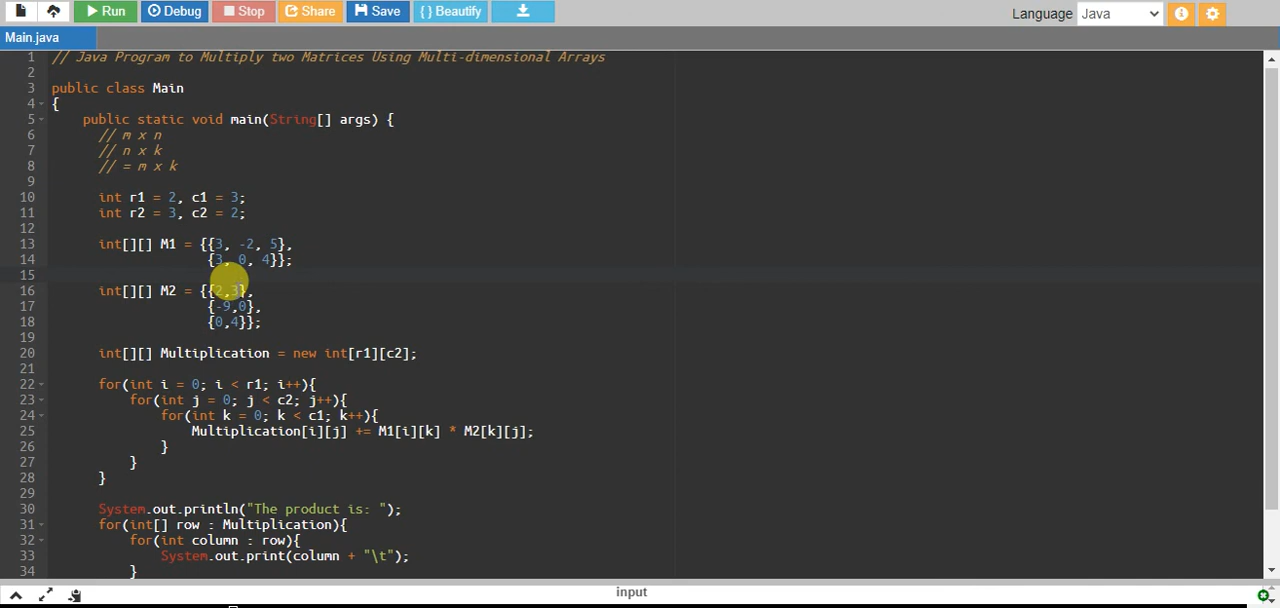 Run Debug Stop Share Save { } Beautify Language Java
Main.java
1 // Java Program to Multiply two Matrices Using Multi-dimensional Arrays
2
3 public class Main
4 {
5 public static void main(String[] args) {
6 // m x n
7 // n x k
8 // = m x k
9
10 int r1 = 2, c1 = 3;
11 int r2 = 3, c2 = 2;
12
13 int[][] M1 = {{3, -2, 5},
14 {3, 0, 4}};
15
16 int[][] M2 = {{2,3},
17 {-9,0},
18 {0,4}};
19
20 int[][] Multiplication = new int[r1][c2];
21
22 for(int i = 0; i < r1; i++){
23 for(int j = 0; j < c2; j++){
24 for(int k = 0; k < c1; k++){
25 Multiplication[i][j] += M1[i][k] * M2[k][j];
26 }
27 }
28 }
29
30 System.out.println("The product is: ");
31 for(int[] row : Multiplication){
32 for(int column : row){
33 System.out.print(column + "\t");
34 }
input